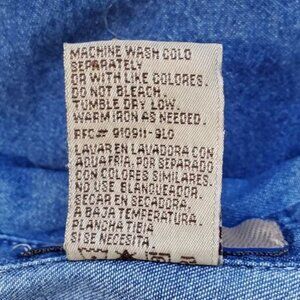 MACHINE WASH COLD
SEPARATELY
OR WITH LIKE COLORES.
DO NOT BLEACH.
TUMBLE DRY LOW.
WARM IRON AS NEEDED.
RFC# 910911-9L0
LAVAR EN LAVADORA CON
AGUA FRIA, POR SEPARADO
CON COLORES SIMILARES.
NO USE BLANQUEADOR.
SECAR EN SECADORA,
A BAJA TEMPERATURA.
PLANCHA TIBIA
SI SE NECESITA.